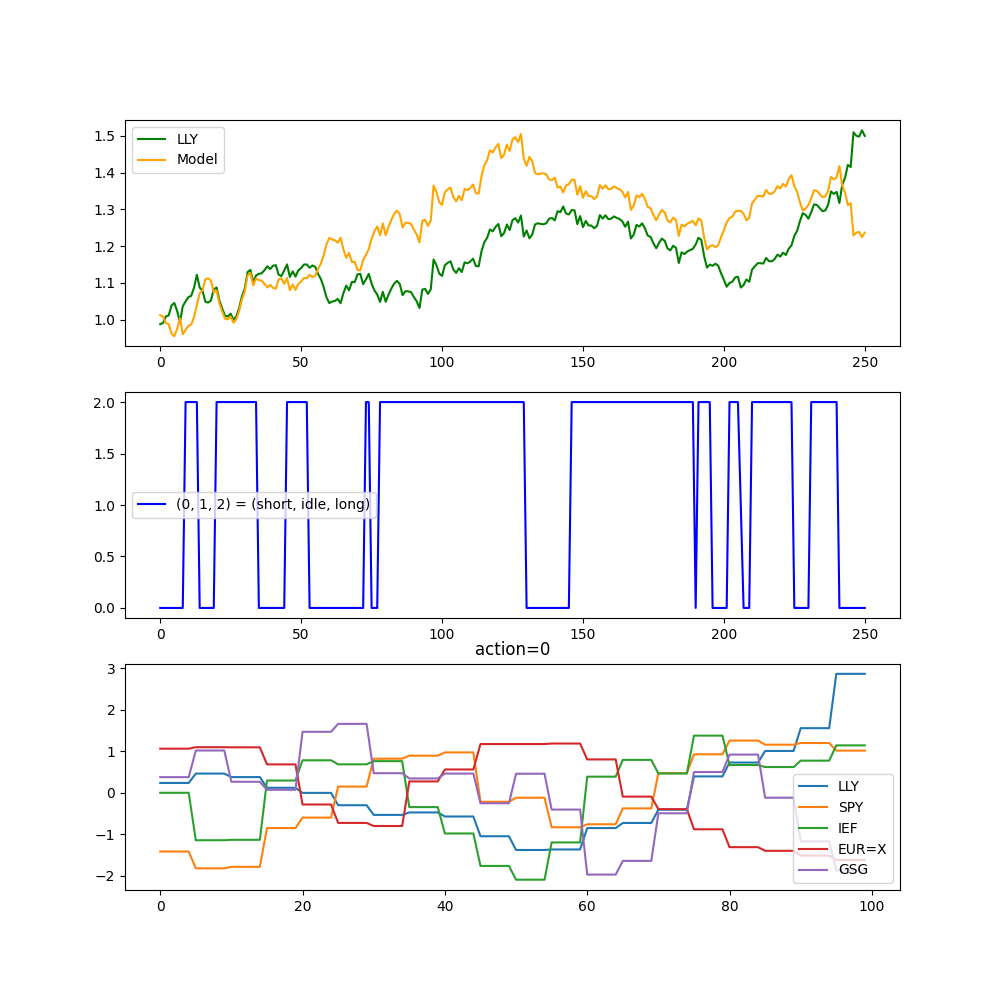 1.5
1.4
1.3
1.2
1.1
1.0
LLY
Model
0 50 100 150 200 250
2.0
1.5
1.0
0.5
0.0
(0, 1, 2) = (short, idle, long)
0 50 100 150 200 250
action=0
3
2
1
0
−1
−2
LLY
SPY
IEF
EUR=X
GSG
0 20 40 60 80 100